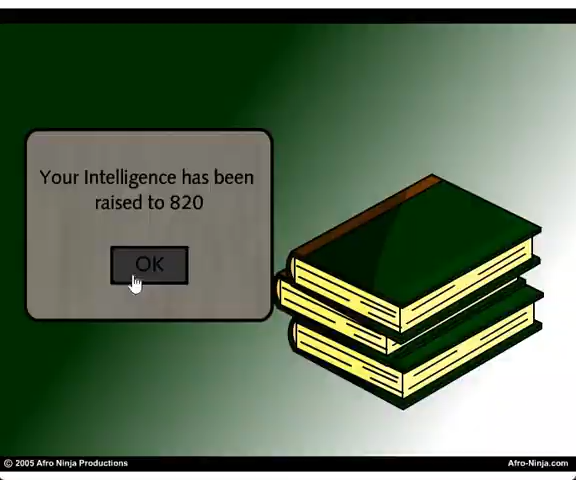 Your Intelligence has been
raised to 820
OK
© 2005 Afro Ninja Productions
Afro-Ninja.com